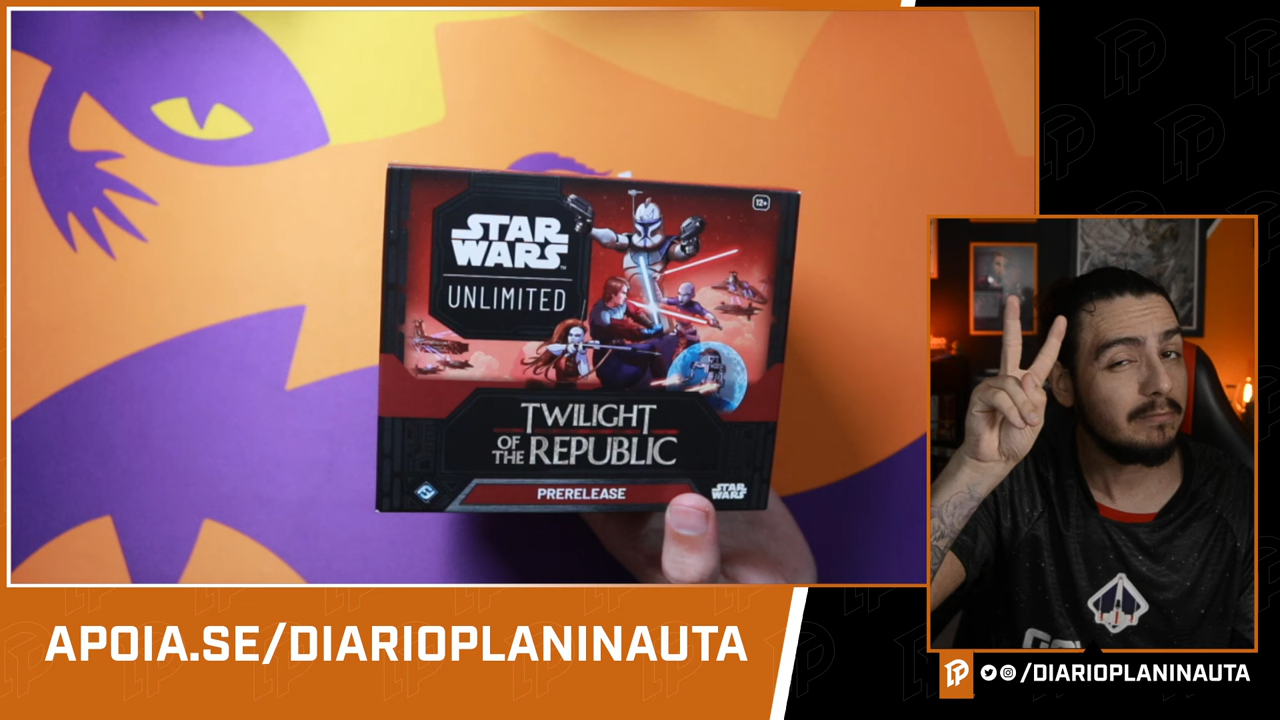 STAR
WARS
UNLIMITED
12+
TWILIGHT
OF
THE REPUBLIC
PRERELEASE
STAR
WARS
APOIA.SE/DIARIOPLANINAUTA
/DIARIOPLANINAUTA